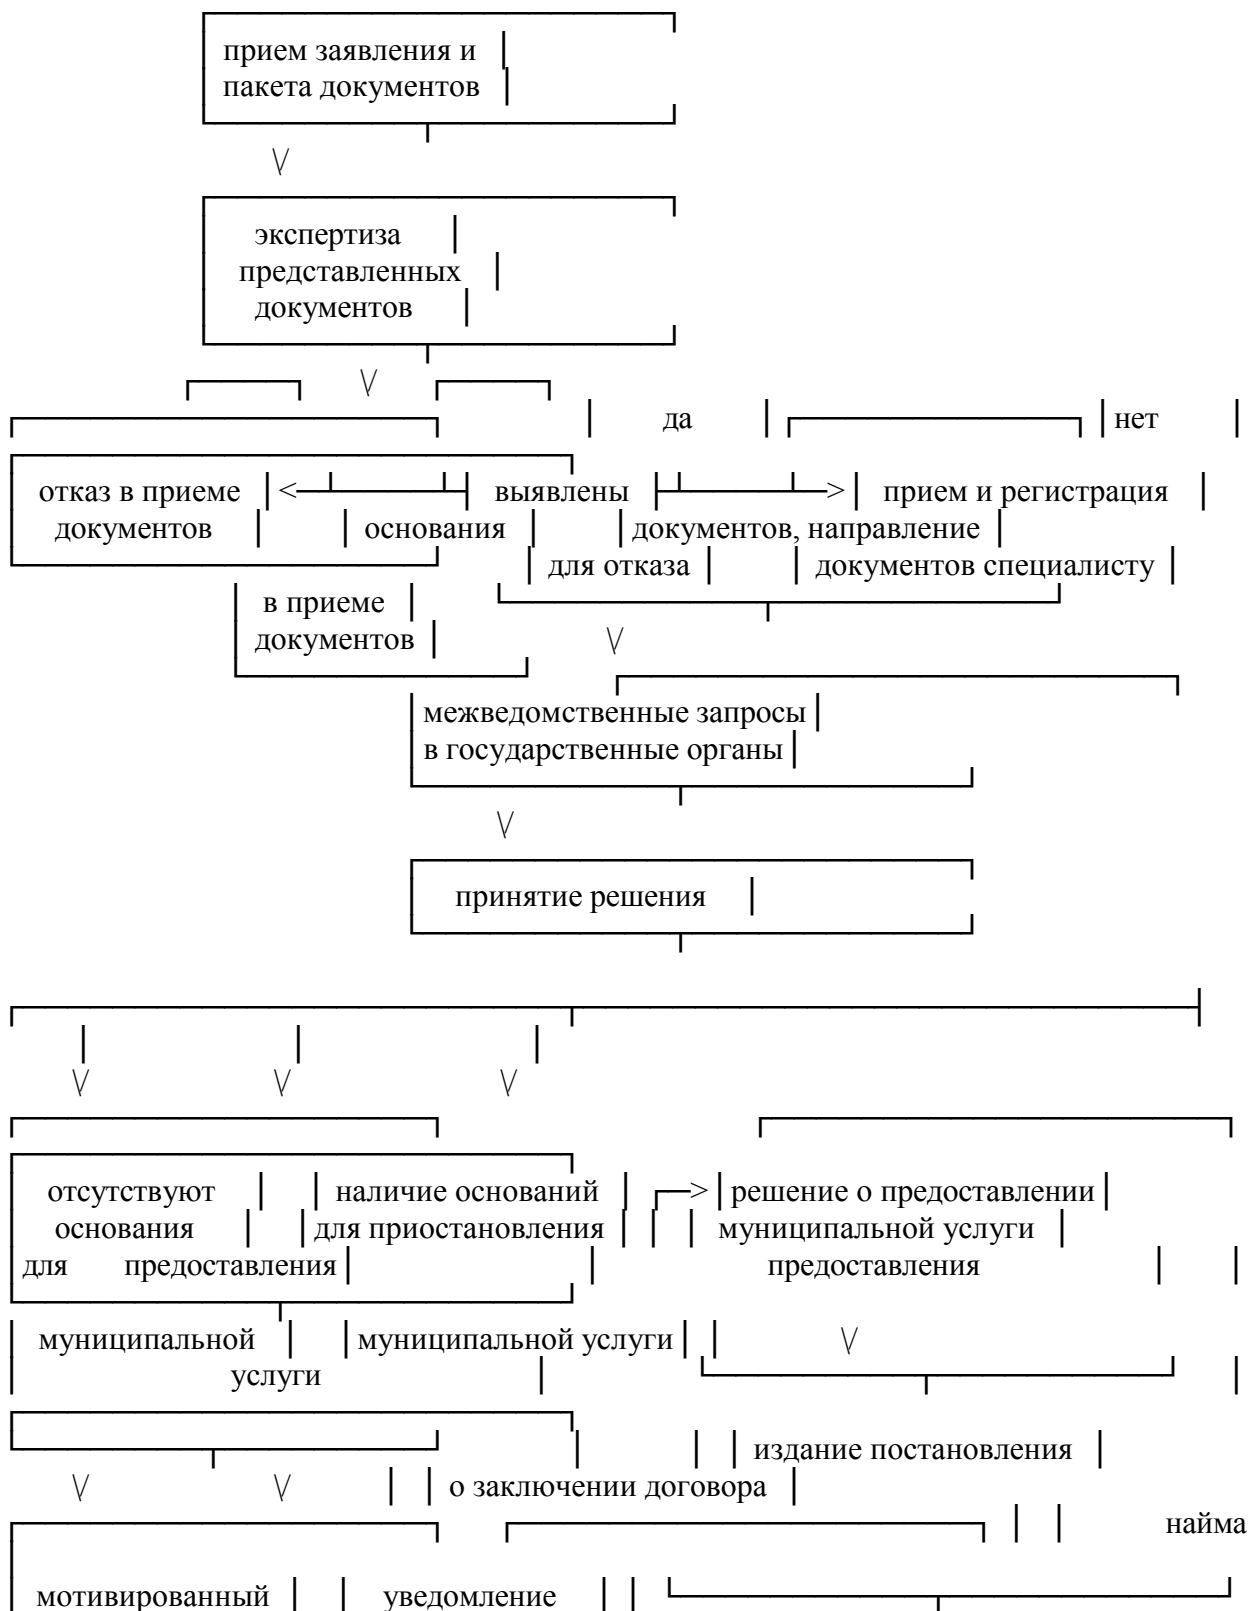 прием заявления и
пакета документов
экспертиза
представленных
документов
да нет
отказ в приеме < выявлены > прием и регистрация
документов основания документов, направление
для отказа документов специалисту
в приеме
документов
межведомственные запросы
в государственные органы
принятие решения
отсутствуют наличие оснований > решение о предоставлении
основания для приостановления муниципальной услуги
для предоставления предоставления
муниципальной муниципальной услуги
услуги
издание постановления
о заключении договора
найма
мотивированный уведомление